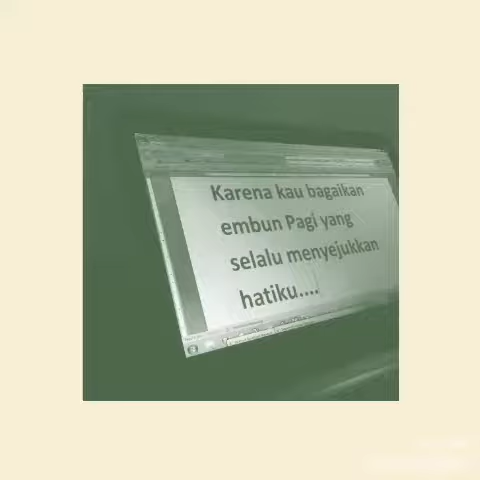 Karena kau bagaikan
embun Pagi yang
selalu menyejukkan
hatiku....